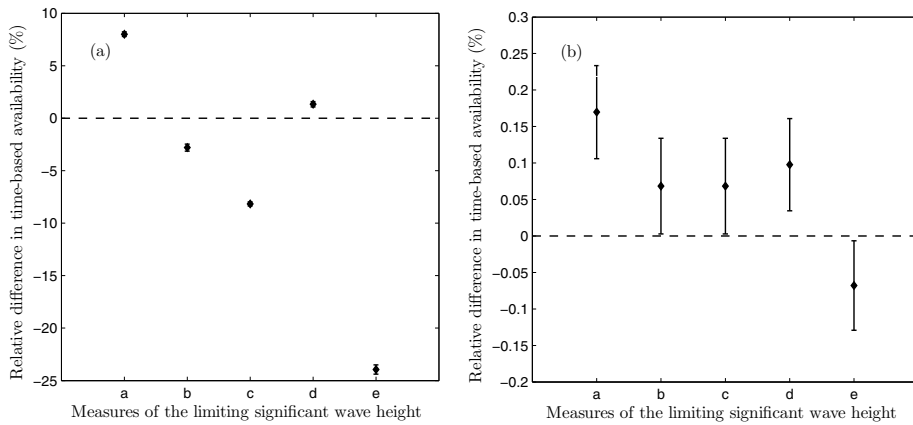 Relative difference in time-based availability (%)
10
5
0
−5
−10
−15
−20
−25
(a)
a b c d e
Measures of the limiting significant wave height
Relative difference in time-based availability (%)
0.3
0.25
0.2
0.15
0.1
0.05
0
−0.05
−0.1
−0.15
−0.2
(b)
a b c d e
Measures of the limiting significant wave height